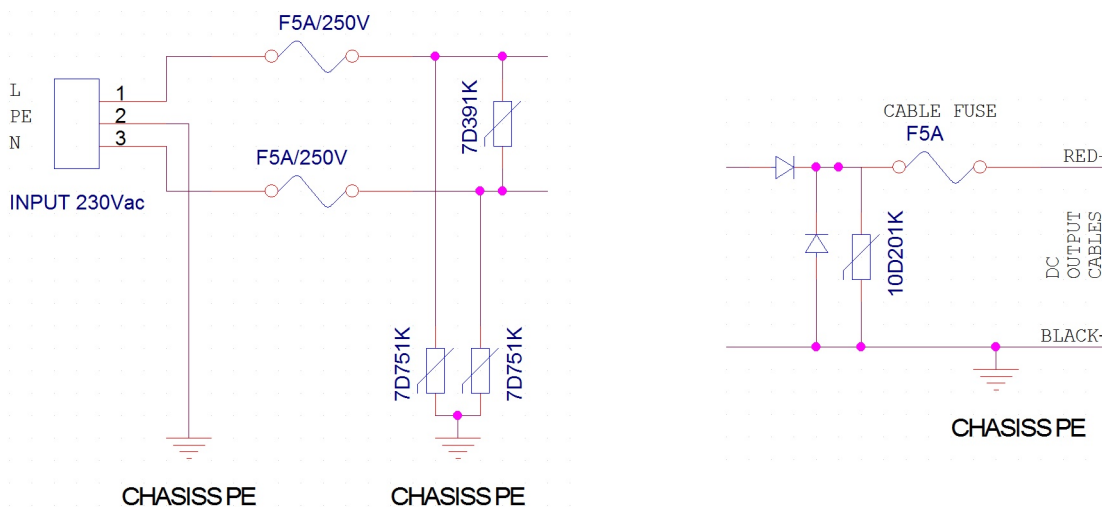 F5A/250V
L
PE
N
1
2
3
INPUT 230Vac
F5A/250V
7D391K
7D751K
7D751K
CHASISS PE
CHASISS PE
CABLE FUSE
F5A
RED-
10D201K
DC
OUTPUT
CABLES
BLACK-
CHASISS PE